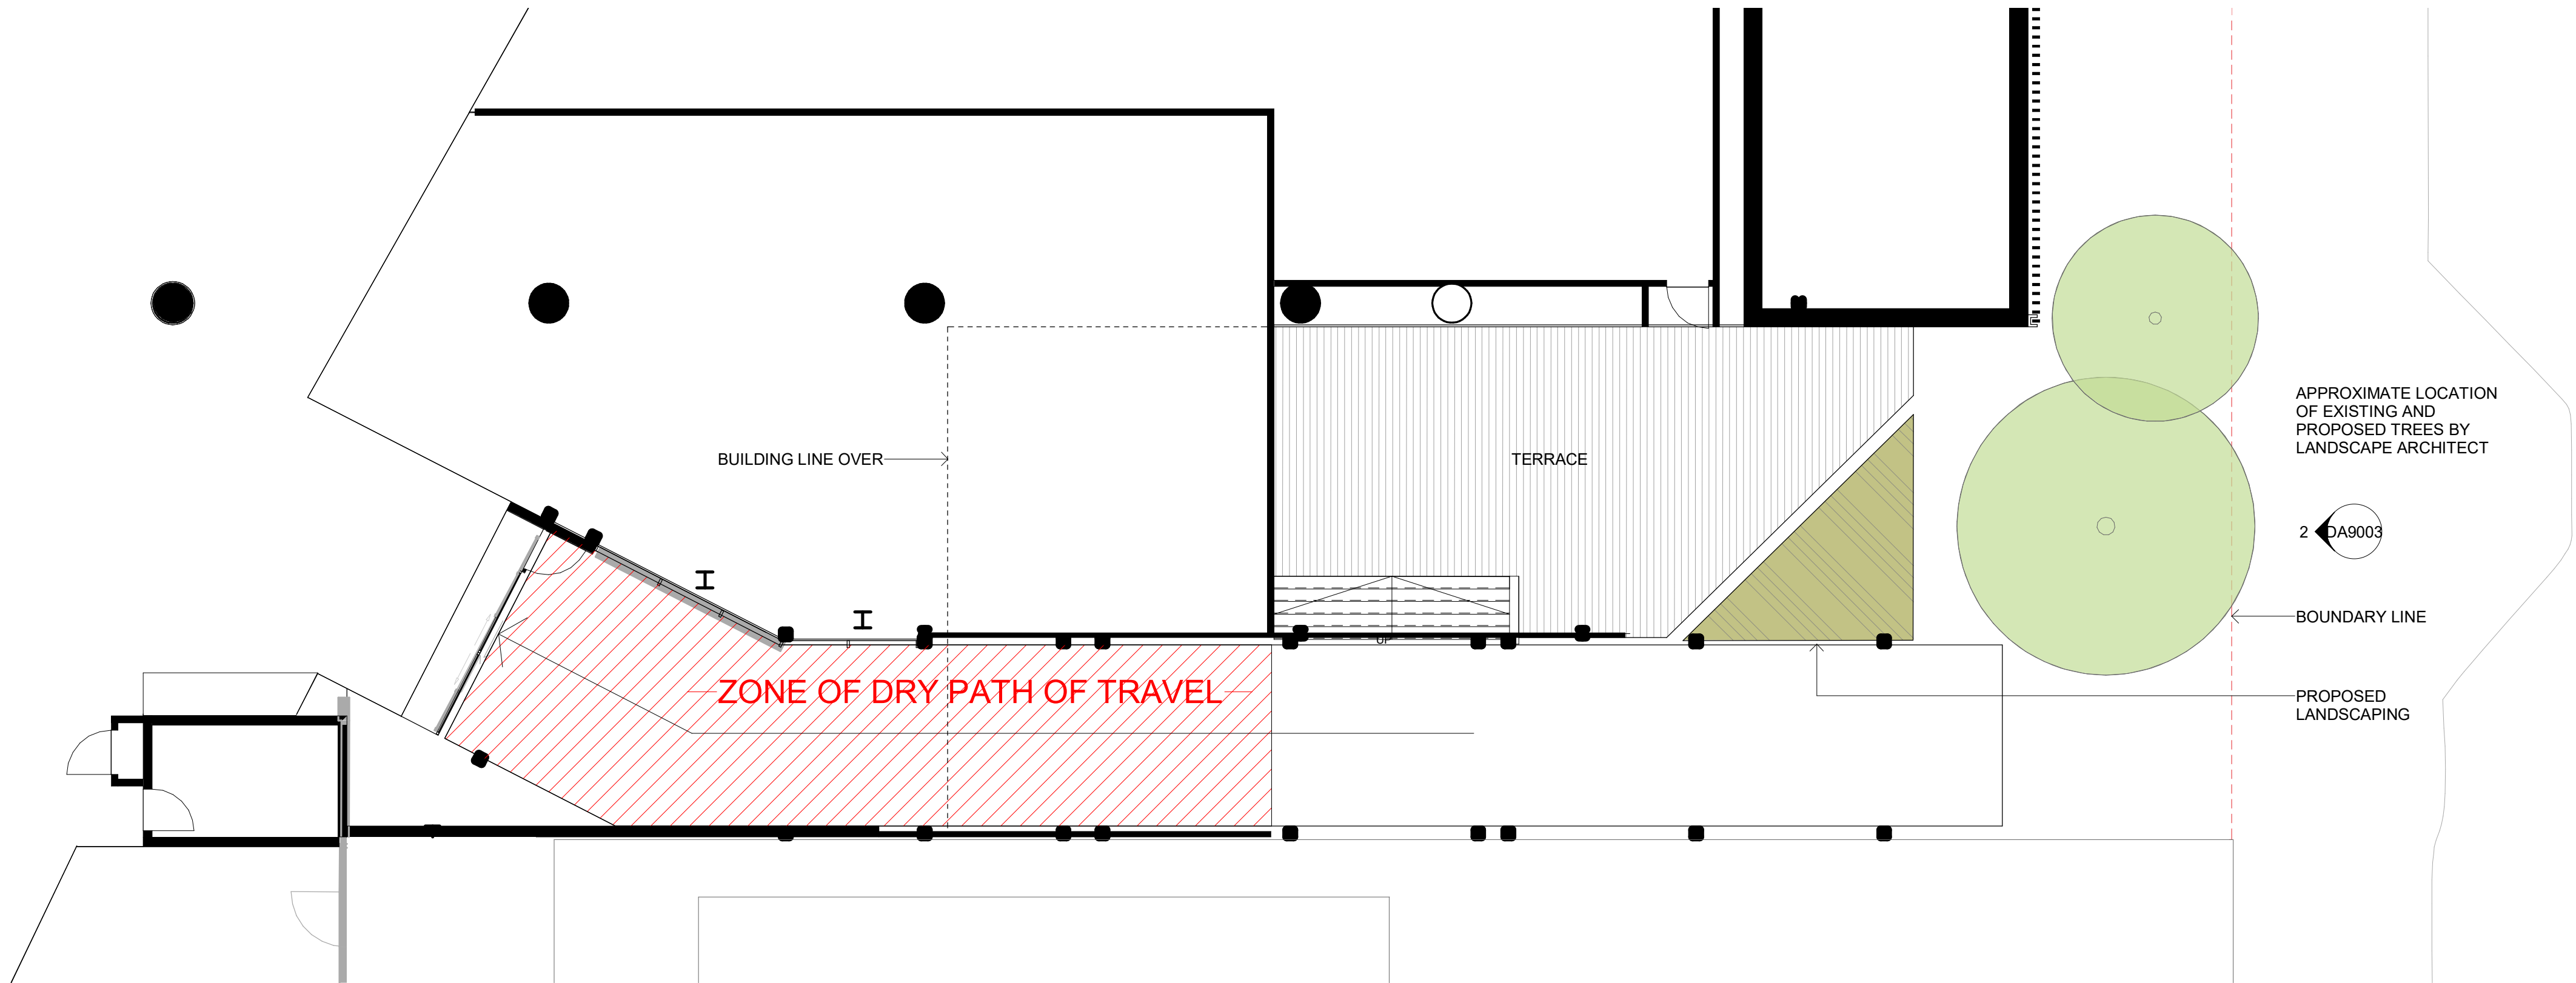 APPROXIMATE LOCATION
OF EXISTING AND
PROPOSED TREES BY
LANDSCAPE ARCHITECT
BUILDING LINE OVER
TERRACE
2
DA9003
BOUNDARY LINE
UP
ZONE OF DRY PATH OF TRAVEL
PROPOSED
LANDSCAPING